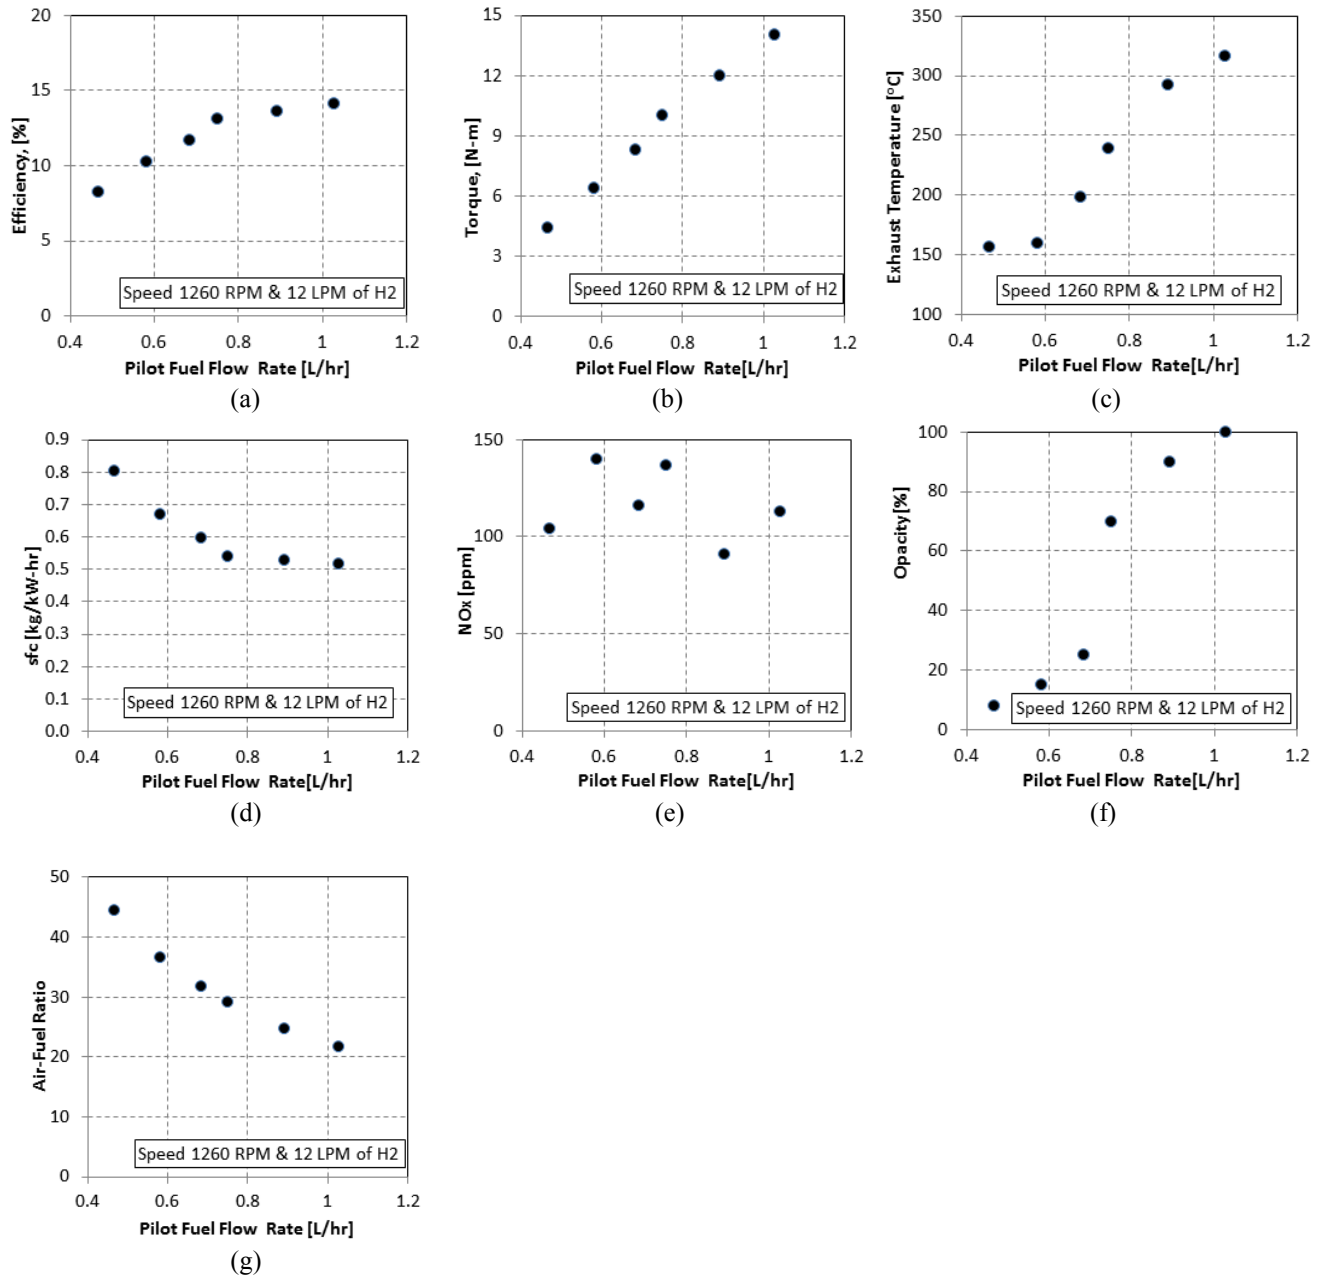 20
15
10
5
0
0.4 0.6 0.8 1 1.2
Efficiency, [%]
Speed 1260 RPM & 12 LPM of H2
Pilot Fuel Flow Rate [L/hr]
(a)
15
12
9
6
3
0
0.4 0.6 0.8 1 1.2
Torque, [N-m]
Speed 1260 RPM & 12 LPM of H2
Pilot Fuel Flow Rate[L/hr]
(b)
350
300
250
200
150
100
0.4 0.6 0.8 1 1.2
Exhaust Temperature [°C]
Speed 1260 RPM & 12 LPM of H2
Pilot Fuel Flow Rate[L/hr]
(c)
0.9
0.8
0.7
0.6
0.5
0.4
0.3
0.2
0.1
0.0
0.4 0.6 0.8 1 1.2
sfc [kg/kW-hr]
Speed 1260 RPM & 12 LPM of H2
Pilot Fuel Flow Rate[L/hr]
(d)
150
100
50
0
0.4 0.6 0.8 1 1.2
NOx [ppm]
Speed 1260 RPM & 12 LPM of H2
Pilot Fuel Flow Rate[L/hr]
(e)
100
80
60
40
20
0
0.4 0.6 0.8 1 1.2
Opacity[%]
Speed 1260 RPM & 12 LPM of H2
Pilot Fuel Flow Rate[L/hr]
(f)
50
40
30
20
10
0
0.4 0.6 0.8 1 1.2
Air-Fuel Ratio
Speed 1260 RPM & 12 LPM of H2
Pilot Fuel Flow Rate [L/hr]
(g)